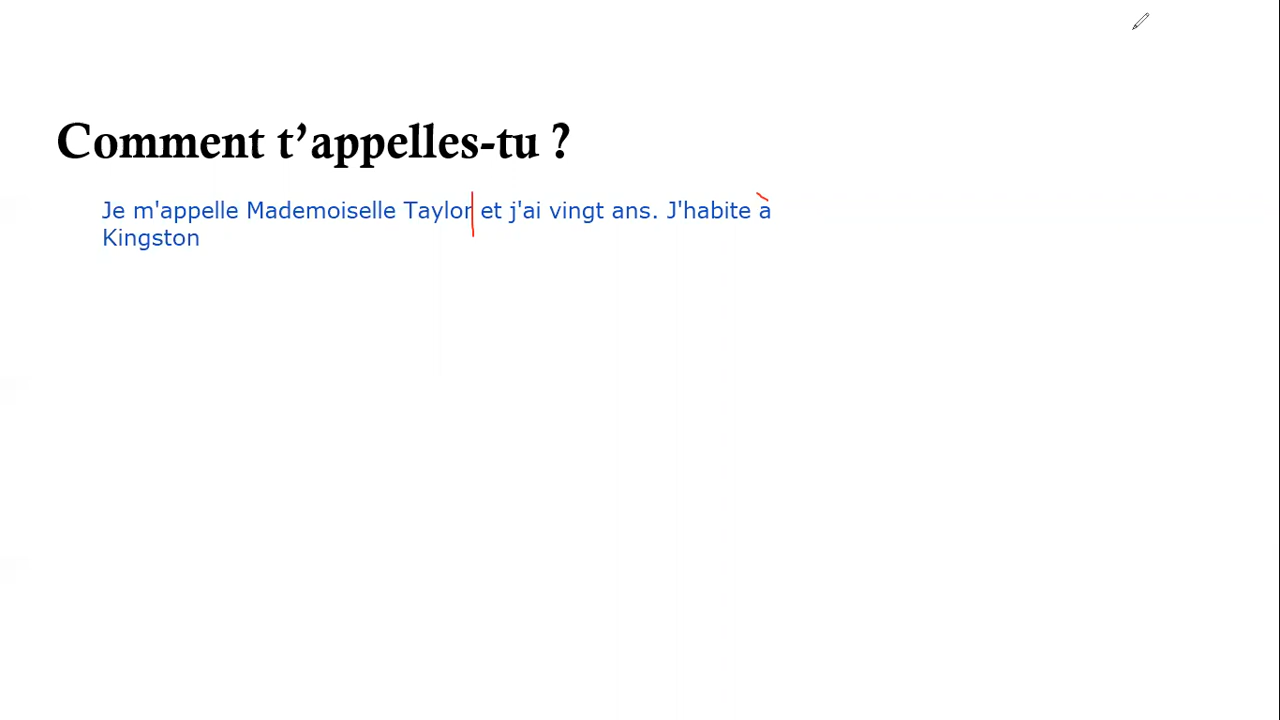 Comment t’appelles-tu ?
Je m'appelle Mademoiselle Taylor et j'ai vingt ans. J'habite à
Kingston